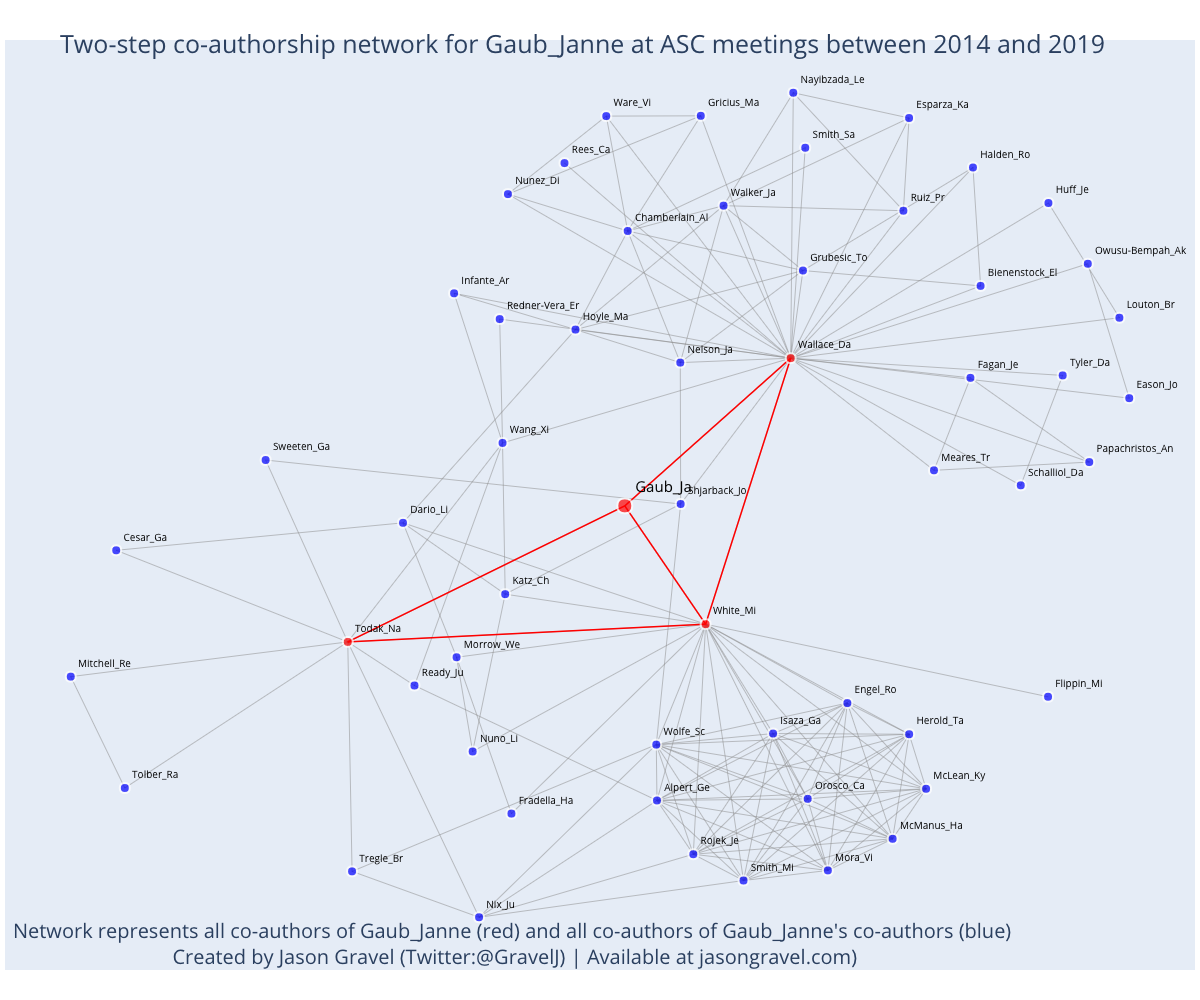 Two-step co-authorship network for Gaub_Janne at ASC meetings between 2014 and 2019
Nayibzada_Le
Ware_Vi
Gricius_Ma
Esparza_Ka
Smith_Sa
Rees_Ca
Halden_Ro
Nunez_Di
Walker_Ja
Ruiz_Pr
Huff_Je
Chamberlain_Al
Owusu-Bempah_Ak
Grubesic_To
Bienenstock_El
Infante_Ar
Redner-Vera_Er
Hoyle_Ma
Louton_Br
Wallace_Da
Nelson_Ja
Fagan_Je
Tyler_Da
Eason_Jo
Wang_Xi
Sweeten_Ga
Papachristos_An
Meares_Tr
Schalliol_Da
Gaub_Ja
Shjarback_Jo
Dario_Li
Cesar_Ga
Katz_Ch
White_Mi
Todak_Na
Morrow_We
Mitchell_Re
Ready_Ju
Flippin_Mi
Engel_Ro
Isaza_Ga
Herold_Ta
Wolfe_Sc
Nuno_Li
Tolber_Ra
McLean_Ky
Alpert_Ge
Orosco_Ca
Fradella_Ha
McManus_Ha
Rojek_Je
Tregle_Br
Mora_Vi
Smith_Mi
Nix_Ju
Network represents all co-authors of Gaub_Janne (red) and all co-authors of Gaub_Janne's co-authors (blue)
Created by Jason Gravel (Twitter:@GravelJ) | Available at jasongravel.com)